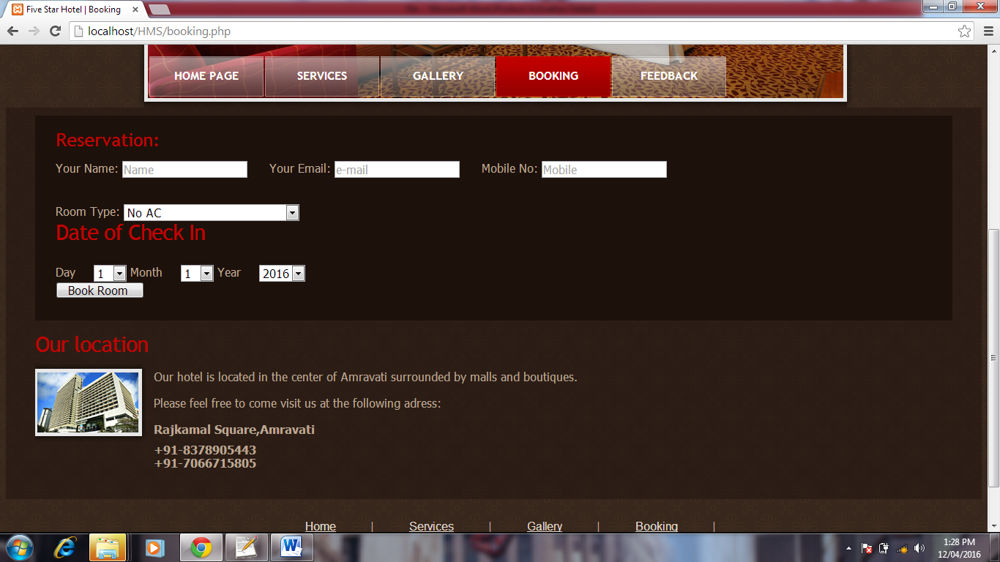 Five Star Hotel | Booking
localhost/HMS/booking.php
HOME PAGE SERVICES GALLERY BOOKING FEEDBACK
Reservation:
Your Name: Name Your Email: e-mail Mobile No: Mobile
Room Type: No AC
Date of Check In
Day 1 Month 1 Year 2016
Book Room
Our location
Our hotel is located in the center of Amravati surrounded by malls and boutiques.
Please feel free to come visit us at the following adress:
Rajkamal Square,Amravati
+91-8378905443
+91-7066715805
Home | Services | Gallery | Booking |
1:28 PM
12/04/2016